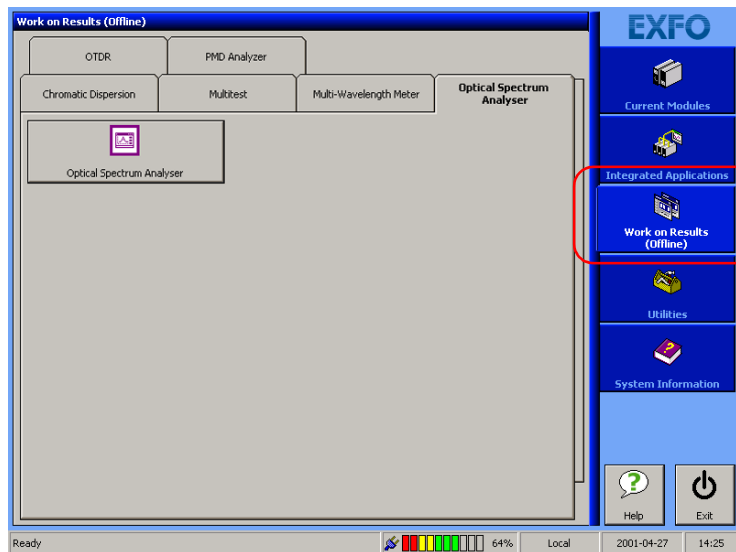 Work on Results (Offline)
EXFO
OTDR
PMD Analyzer
Chromatic Dispersion
Multitest
Multi-Wavelength Meter
Optical Spectrum
Analyser
Optical Spectrum Analyser
Current Modules
Integrated Applications
Work on Results
(Offline)
Utilities
System Information
Help
Exit
Ready
64%
Local
2001-04-27
14:25